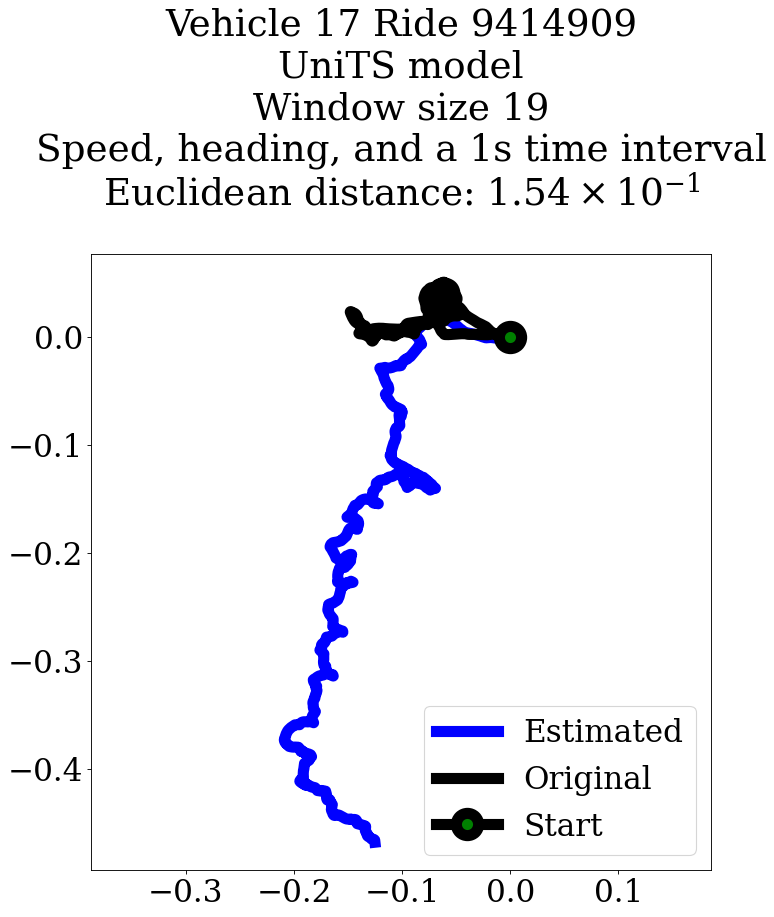 Vehicle 17 Ride 9414909
UniTS model
Window size 19
Speed, heading, and a 1s time interval
Euclidean distance: 1.54 × 10⁻¹
0.0
−0.1
−0.2
−0.3
−0.4
Estimated
Original
Start
−0.3 −0.2 −0.1 0.0 0.1